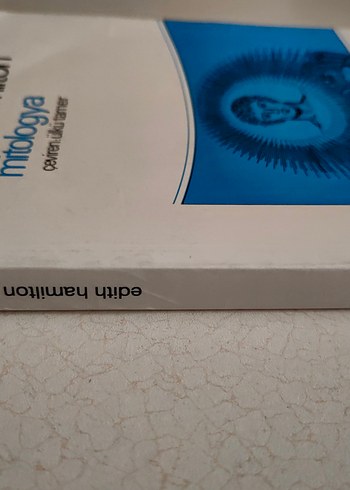 mitologya
çeviren: ülkü tamer
edith hamilton